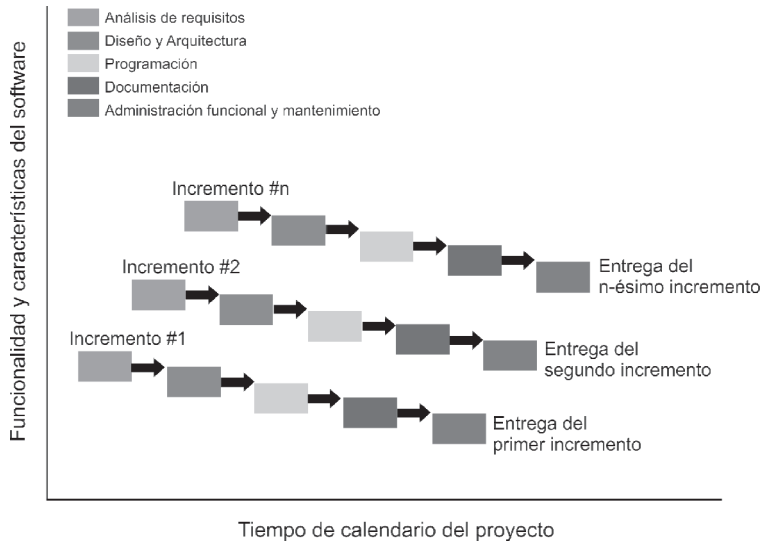 Análisis de requisitos
Diseño y Arquitectura
Programación
Documentación
Administración funcional y mantenimiento
Funcionalidad y características del software
Incremento #n
Entrega del
n-ésimo incremento
Incremento #2
Entrega del
segundo incremento
Incremento #1
Entrega del
primer incremento
Tiempo de calendario del proyecto